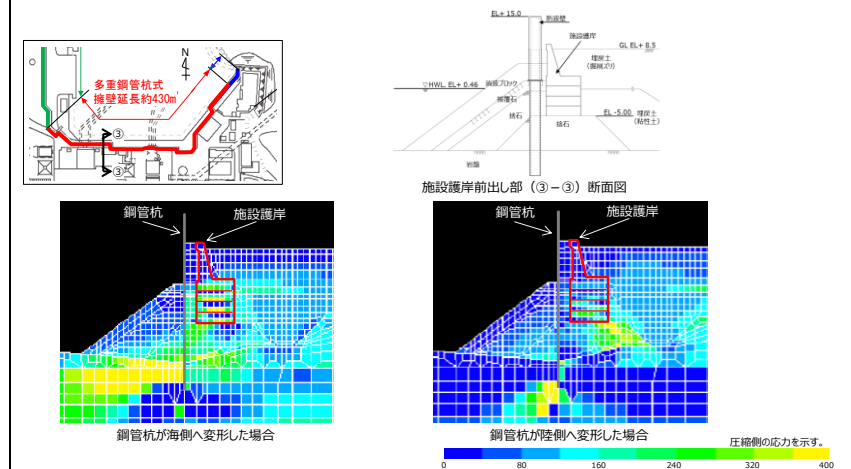 N
多重鋼管杭式
擁壁延長約430m
③
③
EL+ 15.0
防波壁
施設護岸
GL EL+ 8.5
埋戻土
(掘削ズリ)
▽HWL. EL+ 0.46
消波ブロック
被覆石
捨石
捨石
EL -5.00
埋戻土
(粘性土)
岩盤
施設護岸前出し部（③－③）断面図
鋼管杭
施設護岸
鋼管杭が海側へ変形した場合
鋼管杭
施設護岸
鋼管杭が陸側へ変形した場合
圧縮側の応力を示す。
0 80 160 240 320 400